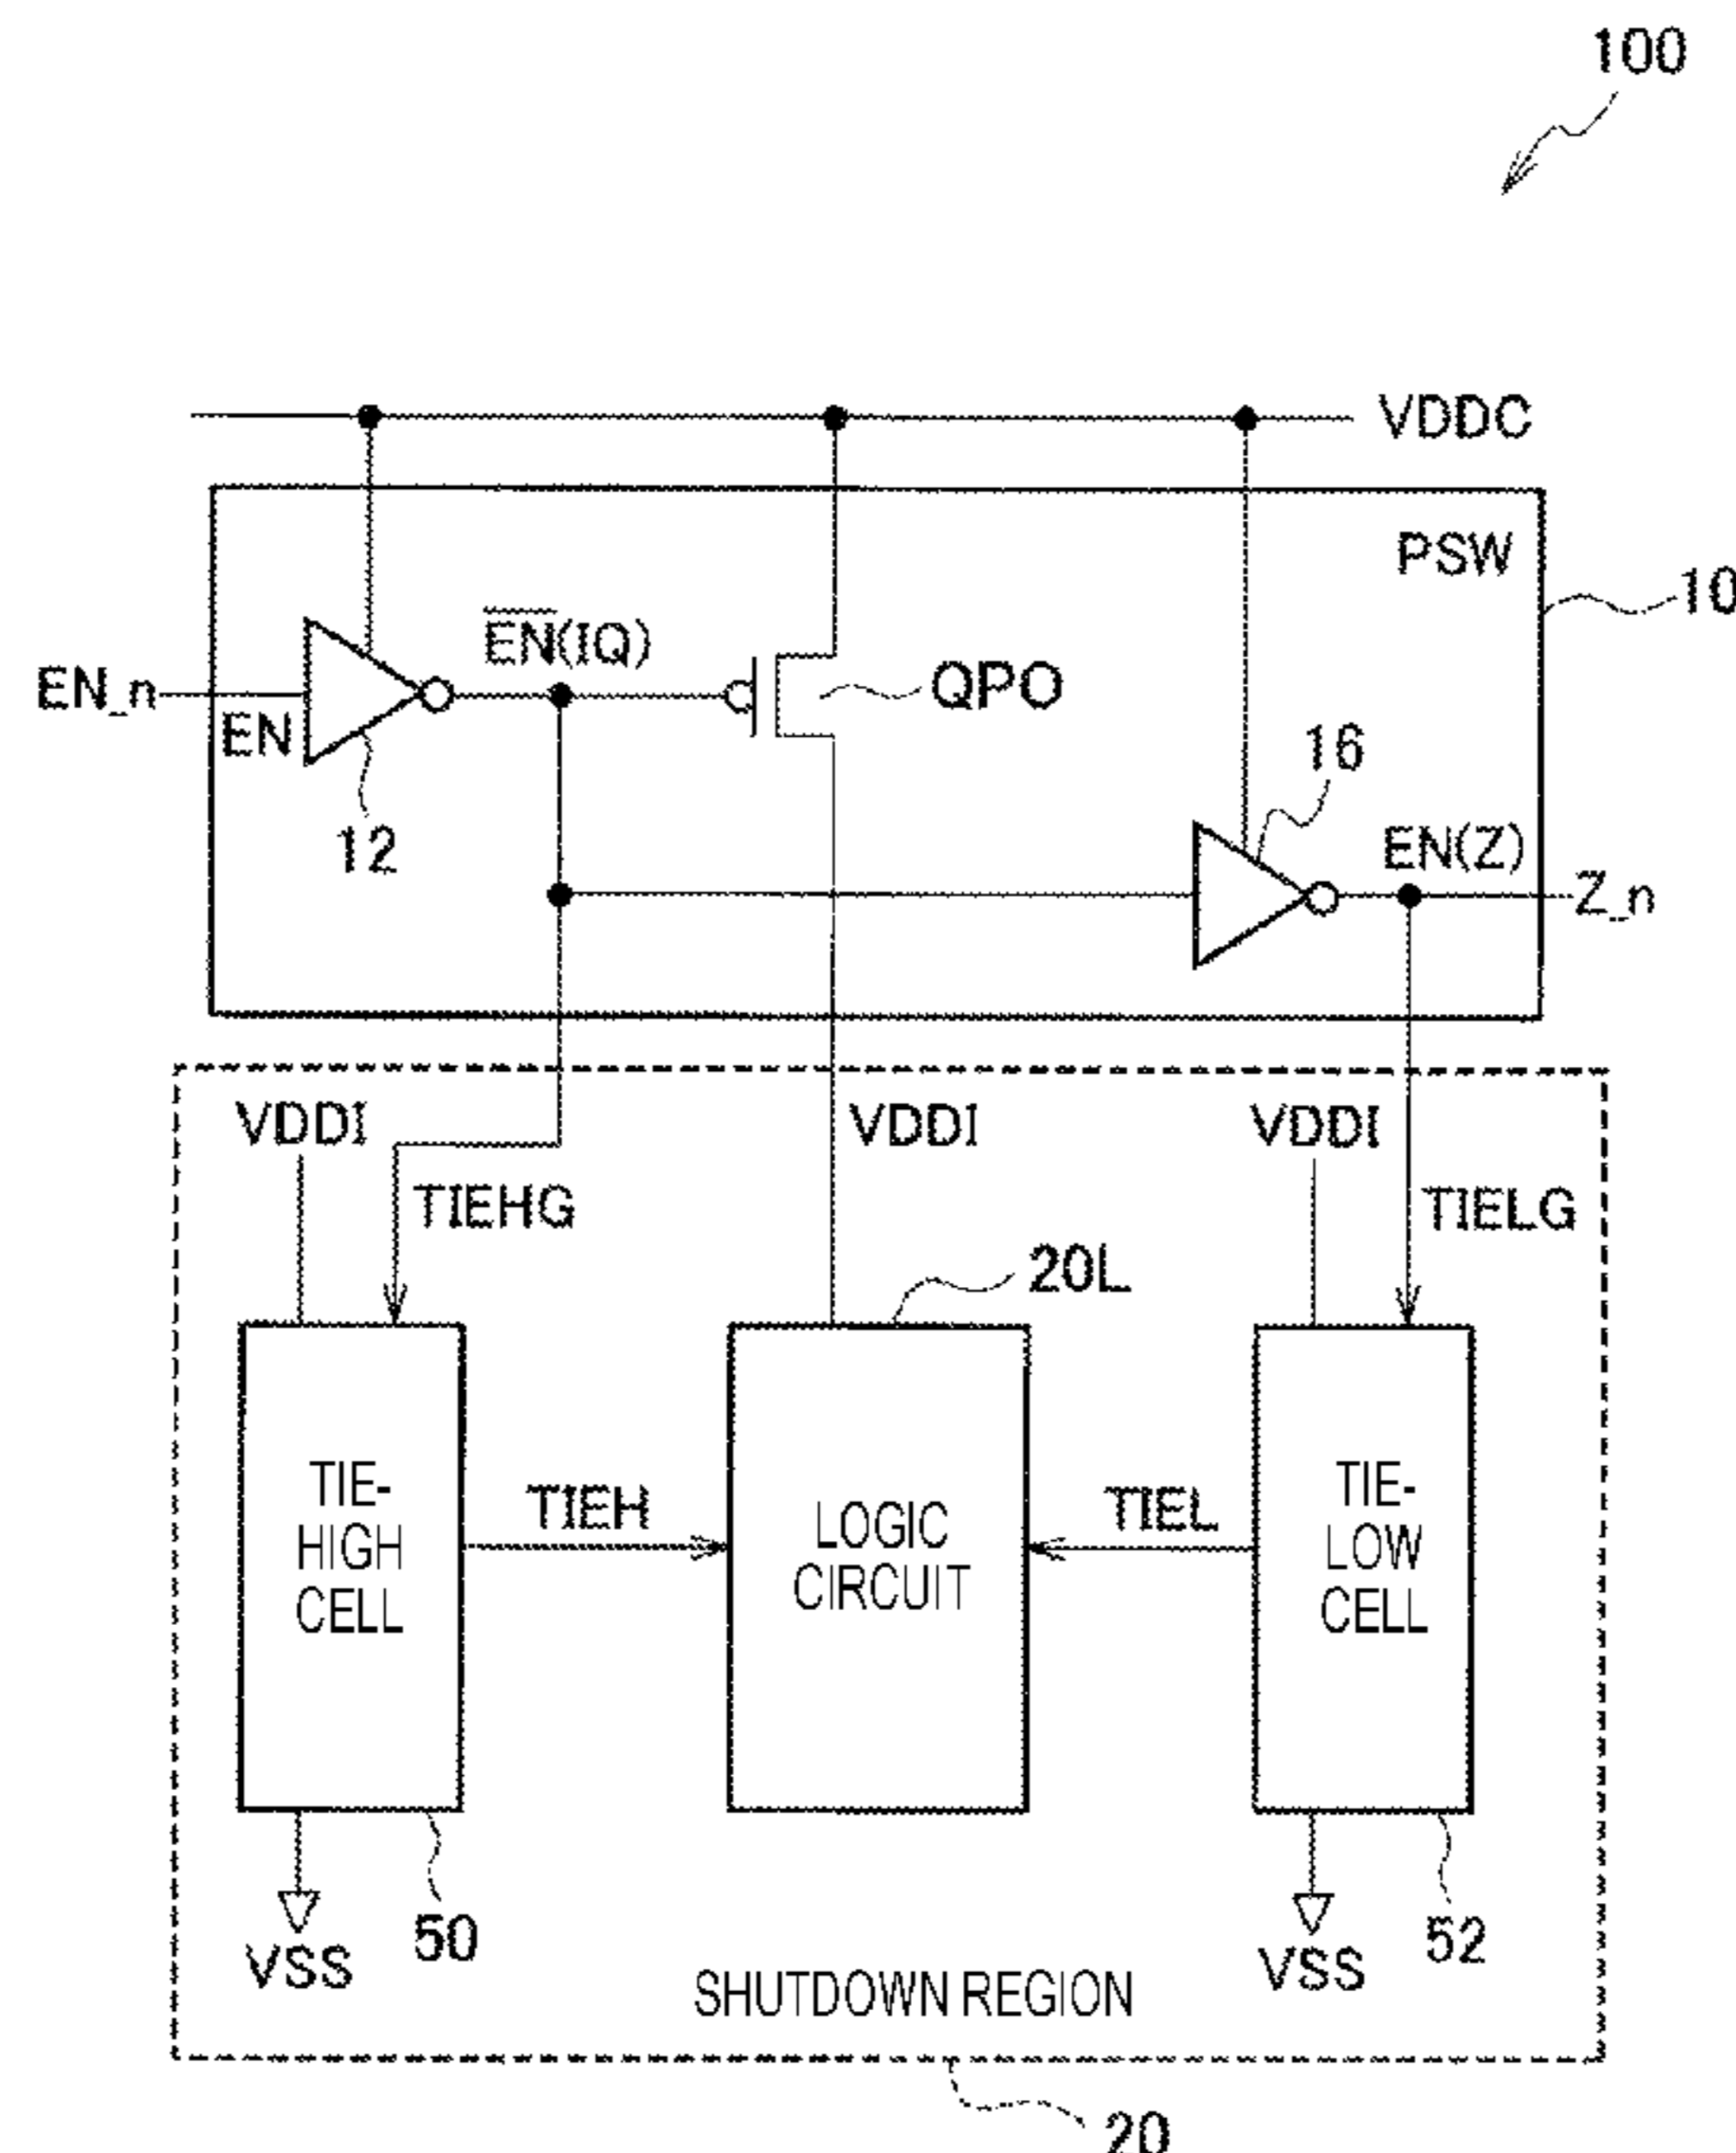 100
VDDC
PSW
10
EN_n
EN
12
E̅N̅(IQ)
QPO
16
EN(Z)
Z_n
VDDI
TIEHG
VDDI
VDDI
TIELG
20L
TIE-
HIGH
CELL
TIEH
LOGIC
CIRCUIT
TIEL
TIE-
LOW
CELL
VSS
50
SHUTDOWN REGION
VSS
52
20